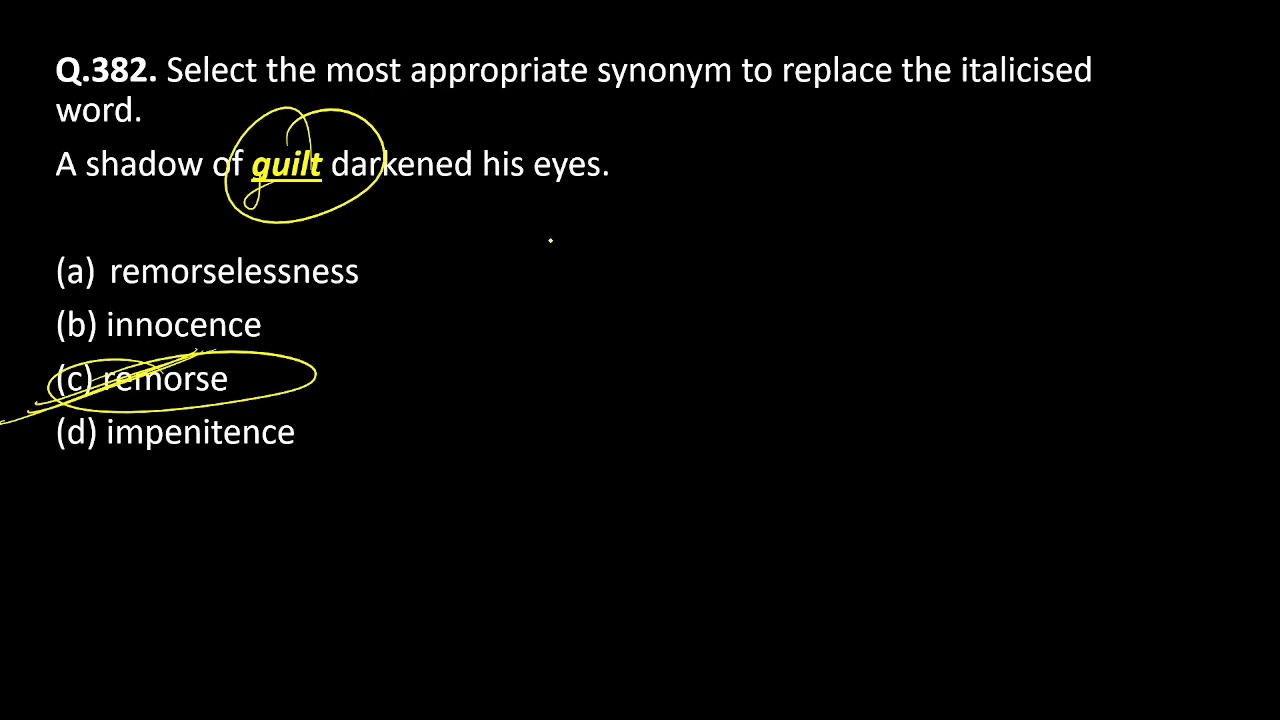 Q.382. Select the most appropriate synonym to replace the italicised
word.
A shadow of guilt darkened his eyes.
(a) remorselessness
(b) innocence
(c) remorse
(d) impenitence